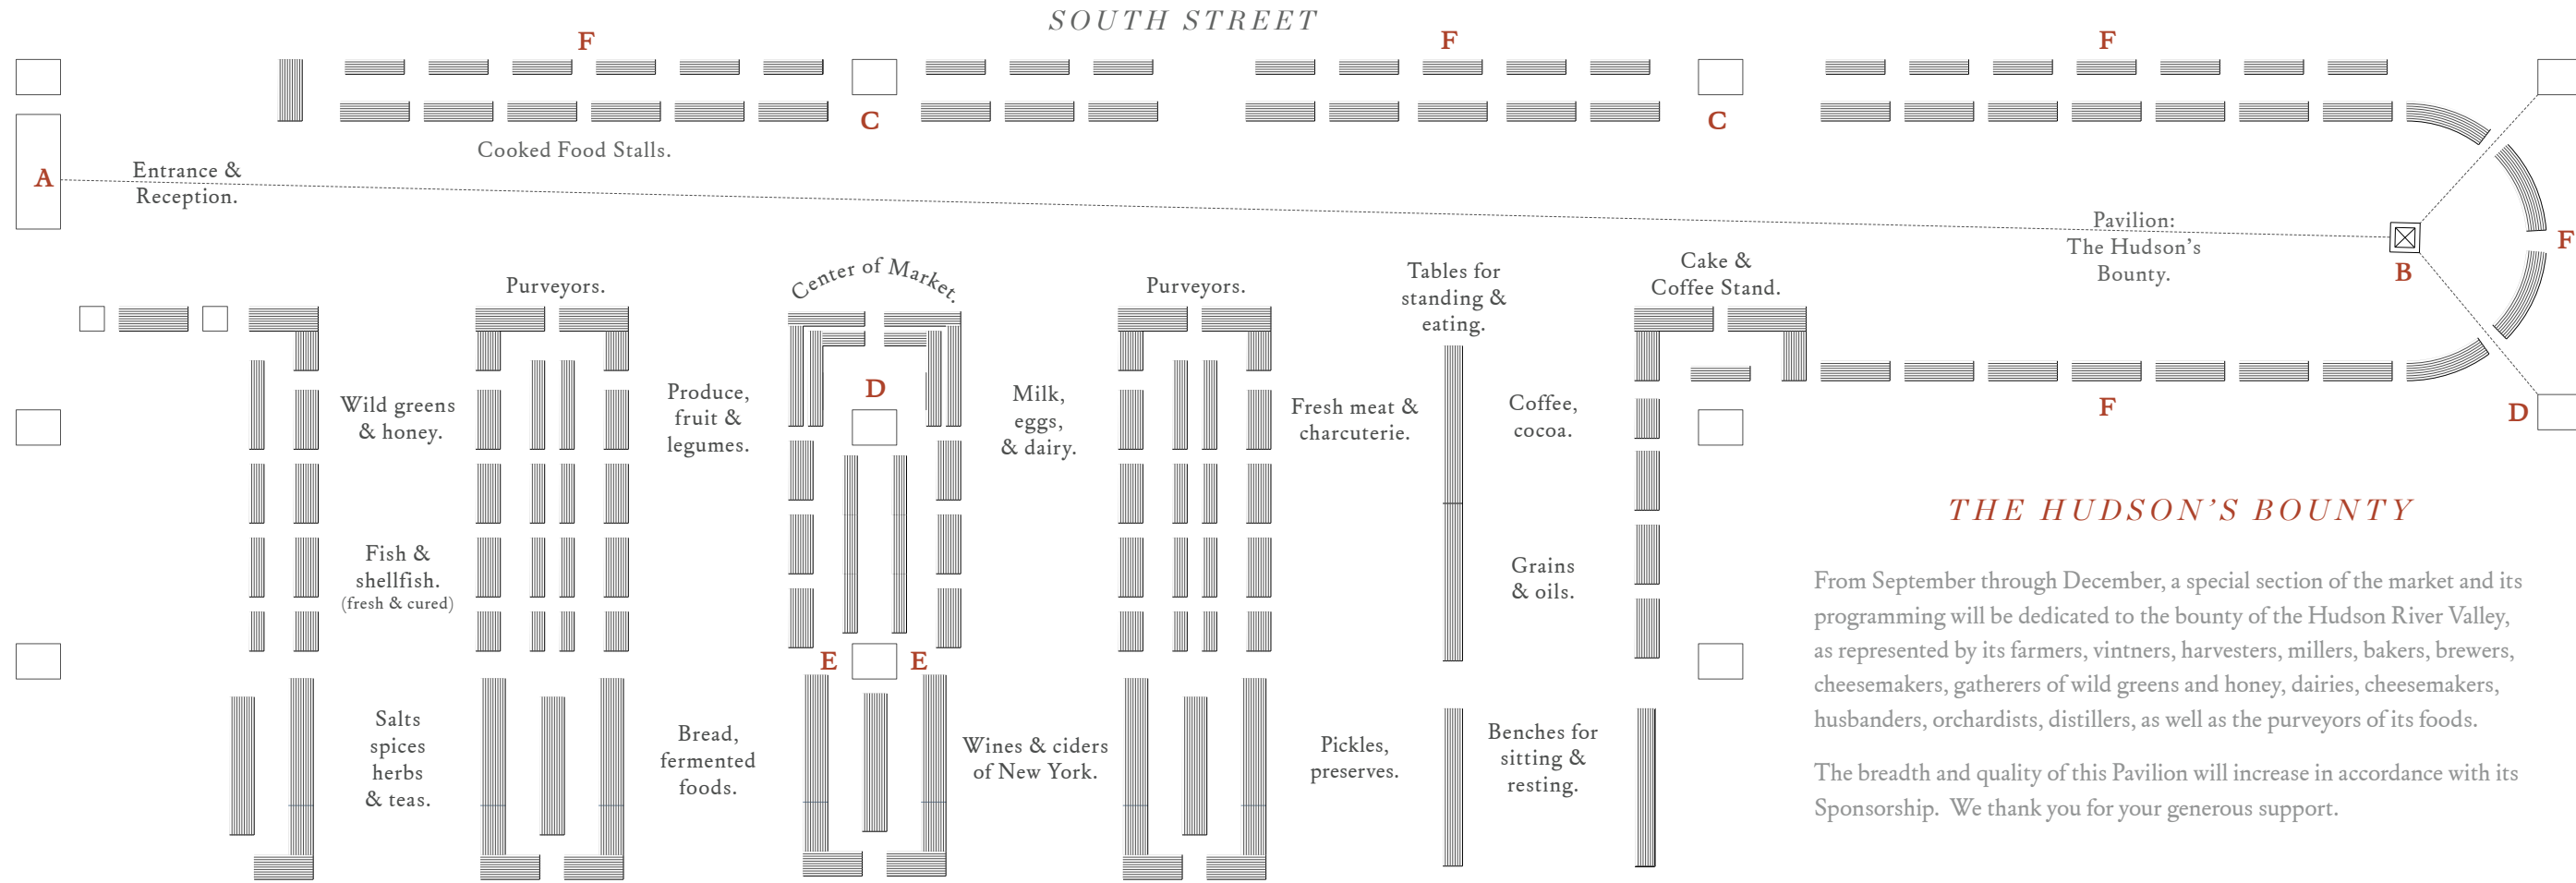 SOUTH STREET
F
F
F
C
C
Cooked Food Stalls.
A
Entrance &
Reception.
Pavilion:
The Hudson's
Bounty.
B
F
Purveyors.
Center of Market.
Purveyors.
Tables for
standing &
eating.
Cake &
Coffee Stand.
Wild greens
& honey.
Produce,
fruit &
legumes.
D
Milk,
eggs,
& dairy.
Fresh meat &
charcuterie.
Coffee,
cocoa.
F
D
Fish &
shellfish.
(fresh & cured)
Grains
& oils.
E
E
Salts
spices
herbs
& teas.
Bread,
fermented
foods.
Wines & ciders
of New York.
Pickles,
preserves.
Benches for
sitting &
resting.
THE HUDSON'S BOUNTY
From September through December, a special section of the market and its
programming will be dedicated to the bounty of the Hudson River Valley,
as represented by its farmers, vintners, harvesters, millers, bakers, brewers,
cheesemakers, gatherers of wild greens and honey, dairies, cheesemakers,
husbanders, orchardists, distillers, as well as the purveyors of its foods.
The breadth and quality of this Pavilion will increase in accordance with its
Sponsorship. We thank you for your generous support.